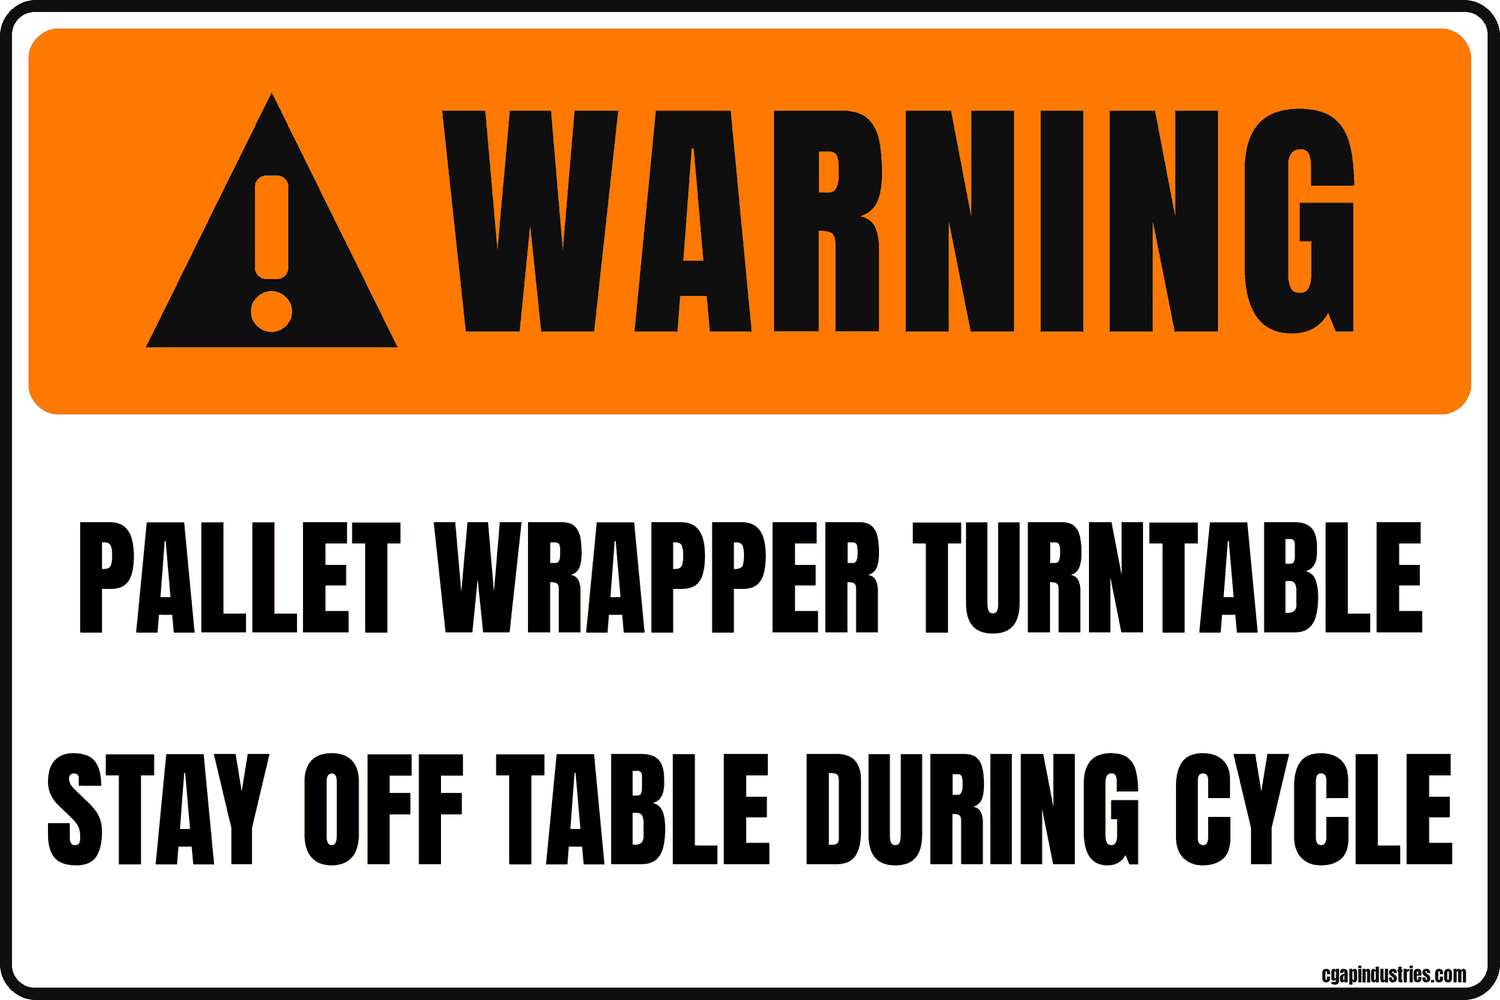 WARNING
PALLET WRAPPER TURNTABLE
STAY OFF TABLE DURING CYCLE
cgapindustries.com